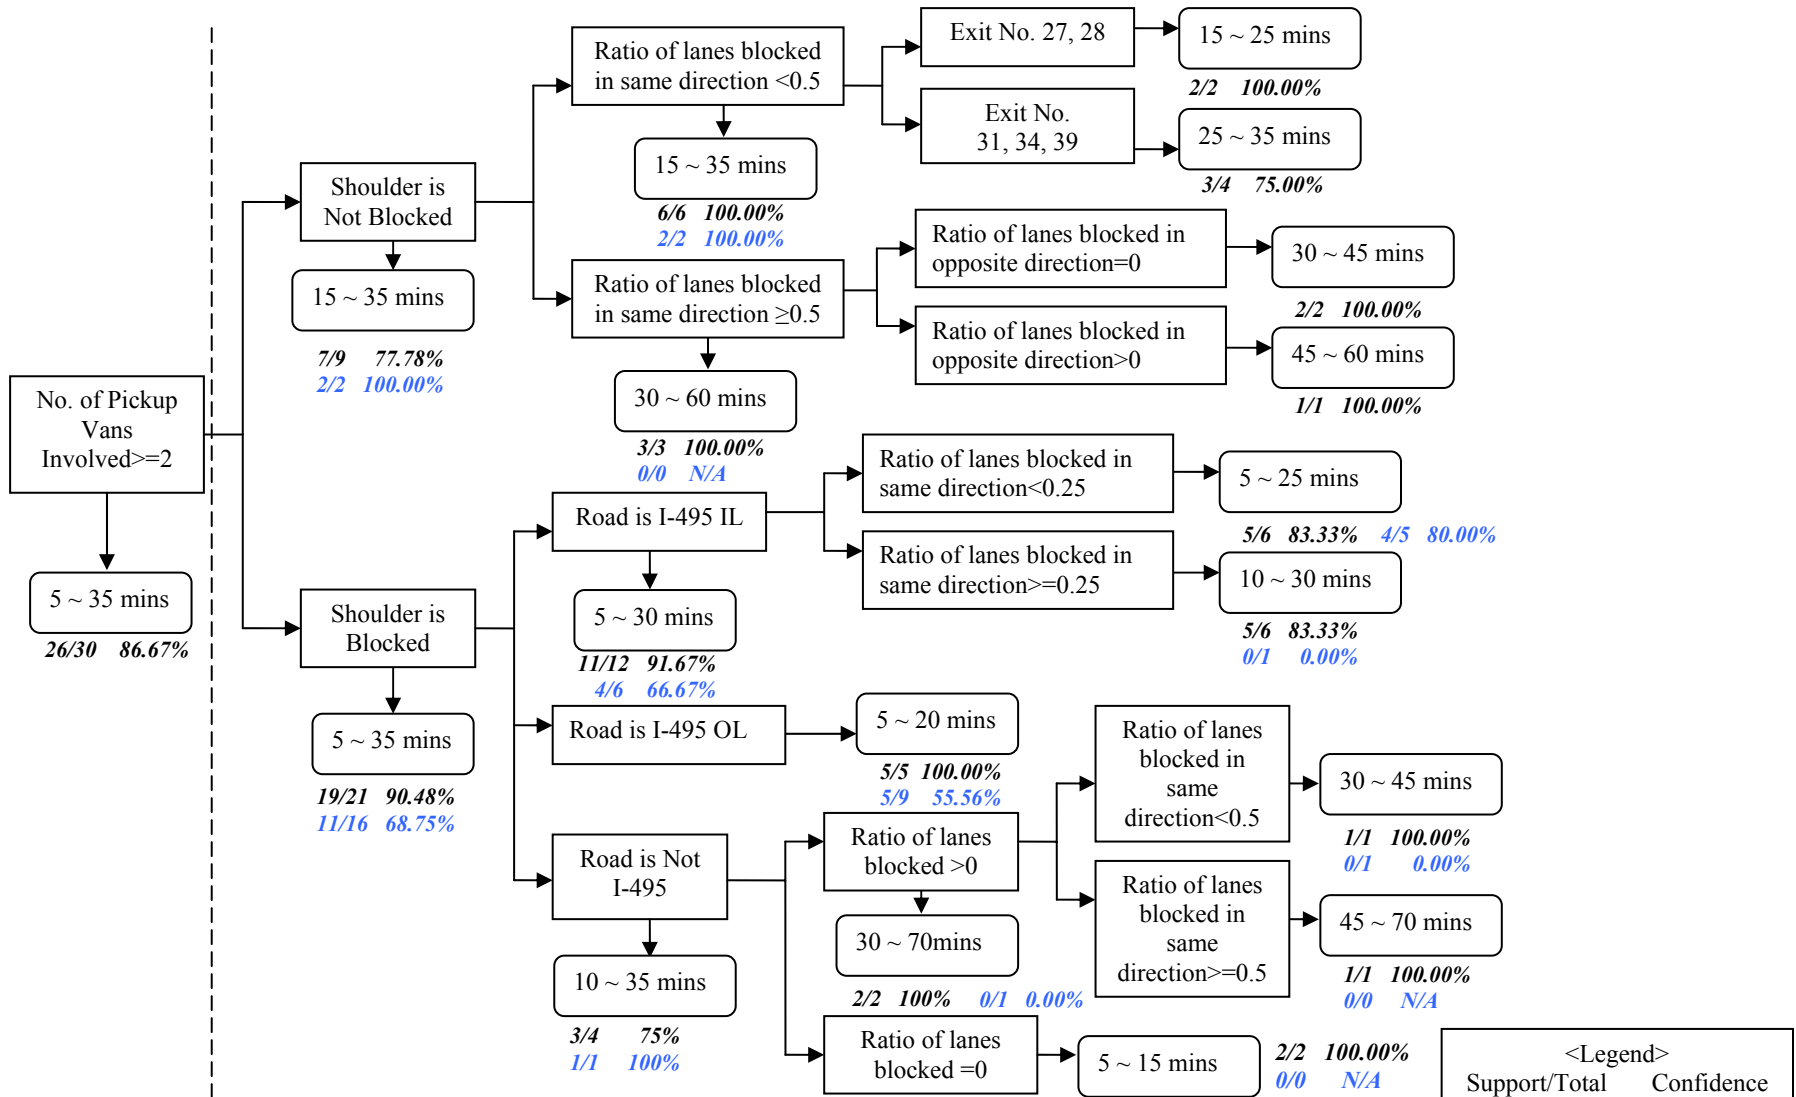 No. of Pickup
Vans
Involved>=2
5 ~ 35 mins
26/30 86.67%
Shoulder is
Not Blocked
15 ~ 35 mins
7/9 77.78%
2/2 100.00%
Ratio of lanes blocked
in same direction <0.5
15 ~ 35 mins
6/6 100.00%
2/2 100.00%
Exit No. 27, 28
15 ~ 25 mins
2/2 100.00%
Exit No.
31, 34, 39
25 ~ 35 mins
3/4 75.00%
Ratio of lanes blocked
in same direction ≥0.5
30 ~ 60 mins
3/3 100.00%
0/0 N/A
Ratio of lanes blocked in
opposite direction=0
30 ~ 45 mins
2/2 100.00%
Ratio of lanes blocked in
opposite direction>0
45 ~ 60 mins
1/1 100.00%
Shoulder is
Blocked
5 ~ 35 mins
19/21 90.48%
11/16 68.75%
Road is I-495 IL
5 ~ 30 mins
11/12 91.67%
4/6 66.67%
Ratio of lanes blocked in
same direction<0.25
5 ~ 25 mins
5/6 83.33% 4/5 80.00%
Ratio of lanes blocked in
same direction>=0.25
10 ~ 30 mins
5/6 83.33%
0/1 0.00%
Road is I-495 OL
5 ~ 20 mins
5/5 100.00%
5/9 55.56%
Road is Not
I-495
10 ~ 35 mins
3/4 75%
1/1 100%
Ratio of lanes
blocked >0
30 ~ 70mins
2/2 100% 0/1 0.00%
Ratio of lanes
blocked in
same
direction<0.5
30 ~ 45 mins
1/1 100.00%
0/1 0.00%
Ratio of lanes
blocked in
same
direction>=0.5
45 ~ 70 mins
1/1 100.00%
0/0 N/A
Ratio of lanes
blocked =0
5 ~ 15 mins
2/2 100.00%
0/0 N/A
<Legend>
Support/Total Confidence